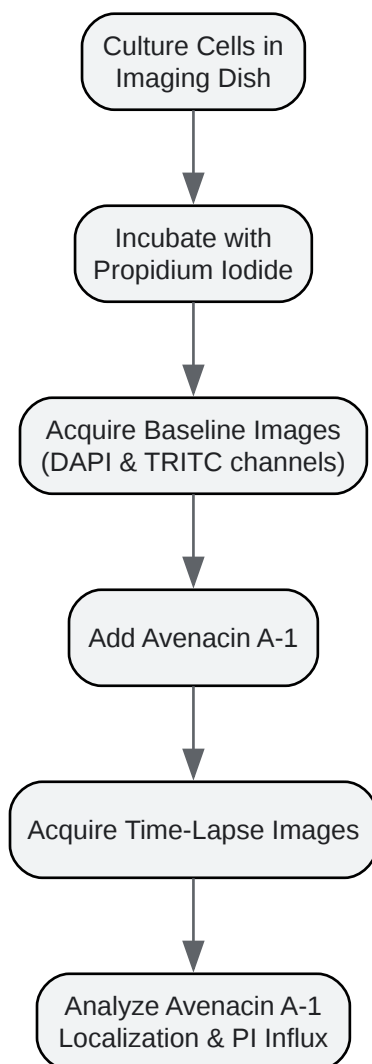 Culture Cells in
Imaging Dish
Incubate with
Propidium Iodide
Acquire Baseline Images
(DAPI & TRITC channels)
Add Avenacin A-1
Acquire Time-Lapse Images
Analyze Avenacin A-1
Localization & PI Influx